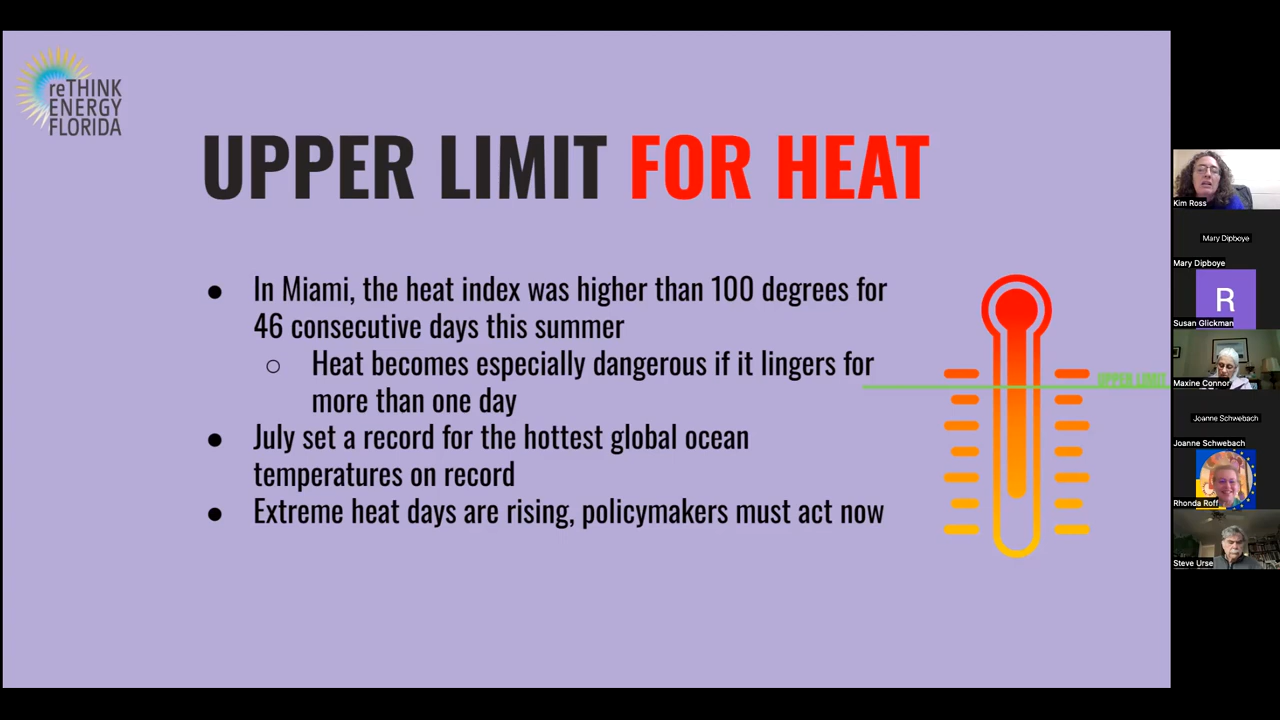 reTHINK
ENERGY
FLORIDA
UPPER LIMIT FOR HEAT
● In Miami, the heat index was higher than 100 degrees for
46 consecutive days this summer
○ Heat becomes especially dangerous if it lingers for
more than one day
● July set a record for the hottest global ocean
temperatures on record
● Extreme heat days are rising, policymakers must act now
UPPER LIMIT
Kim Ross
Mary Dipboye
Mary Dipboye
R
Susan Glickman
Maxine Connor
Joanne Schwebach
Joanne Schwebach
Rhonda Roff
Steve Urse